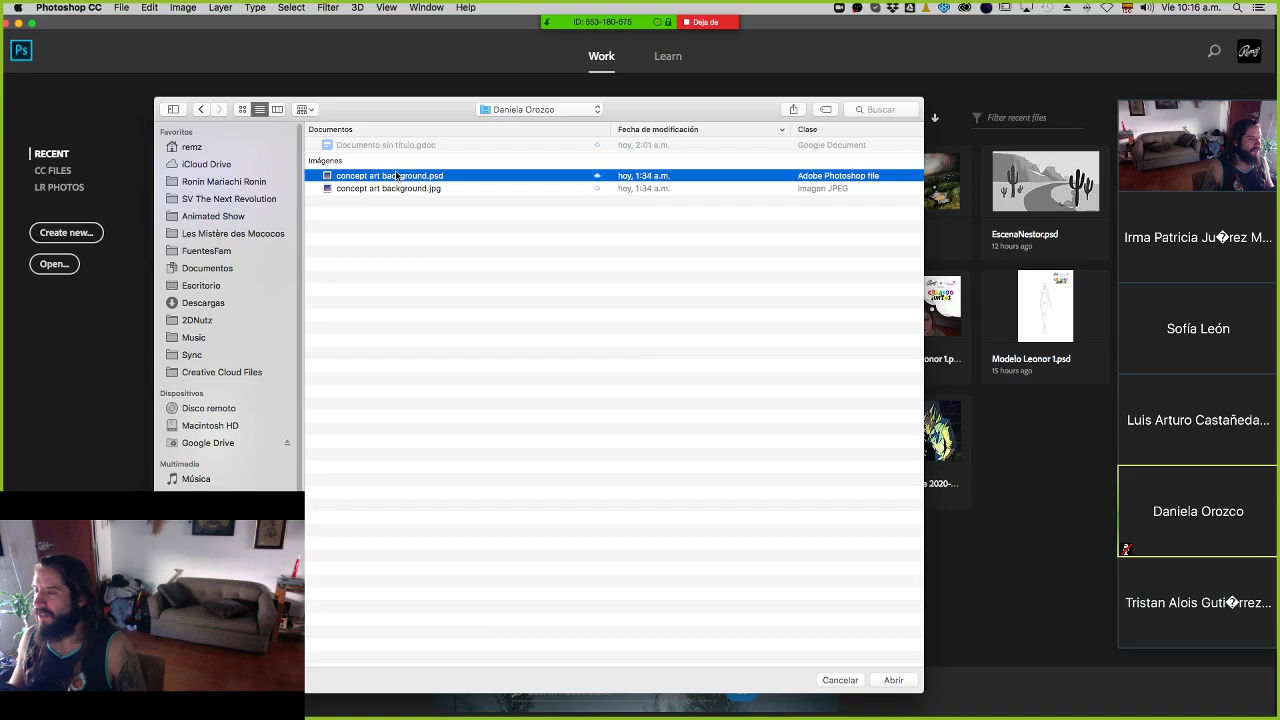 Photoshop CC File Edit Image Layer Type Select Filter 3D View Window Help
Vie 10:16 a.m.
ID: 553-180-675 Deja de
Ps
Work Learn
RECENT
CC FILES
LR PHOTOS
Create new...
Open...
Daniela Orozco
Buscar
Favoritos
remz
iCloud Drive
Ronin Mariachi Ronin
SV The Next Revolution
Animated Show
Les Mistère des Mococos
FuentesFam
Documentos
Escritorio
Descargas
2DNutz
Music
Sync
Creative Cloud Files
Dispositivos
Disco remoto
Macintosh HD
Google Drive
Multimedia
Música
Documentos Fecha de modificación Clase
Documento sin título.gdoc hoy, 2:01 a.m. Google Document
Imágenes
concept art background.psd hoy, 1:34 a.m. Adobe Photoshop file
concept art background.jpg hoy, 1:34 a.m. Imagen JPEG
Cancelar Abrir
Filter recent files
EscenaNestor.psd
12 hours ago
CREANDO
JUNTOS
onor 1.p...
Modelo Leonor 1.psd
15 hours ago
a 2020-...
Irma Patricia Ju�rez M...
Sofía León
Luis Arturo Castañeda...
Daniela Orozco
Tristan Alois Guti�rrez...